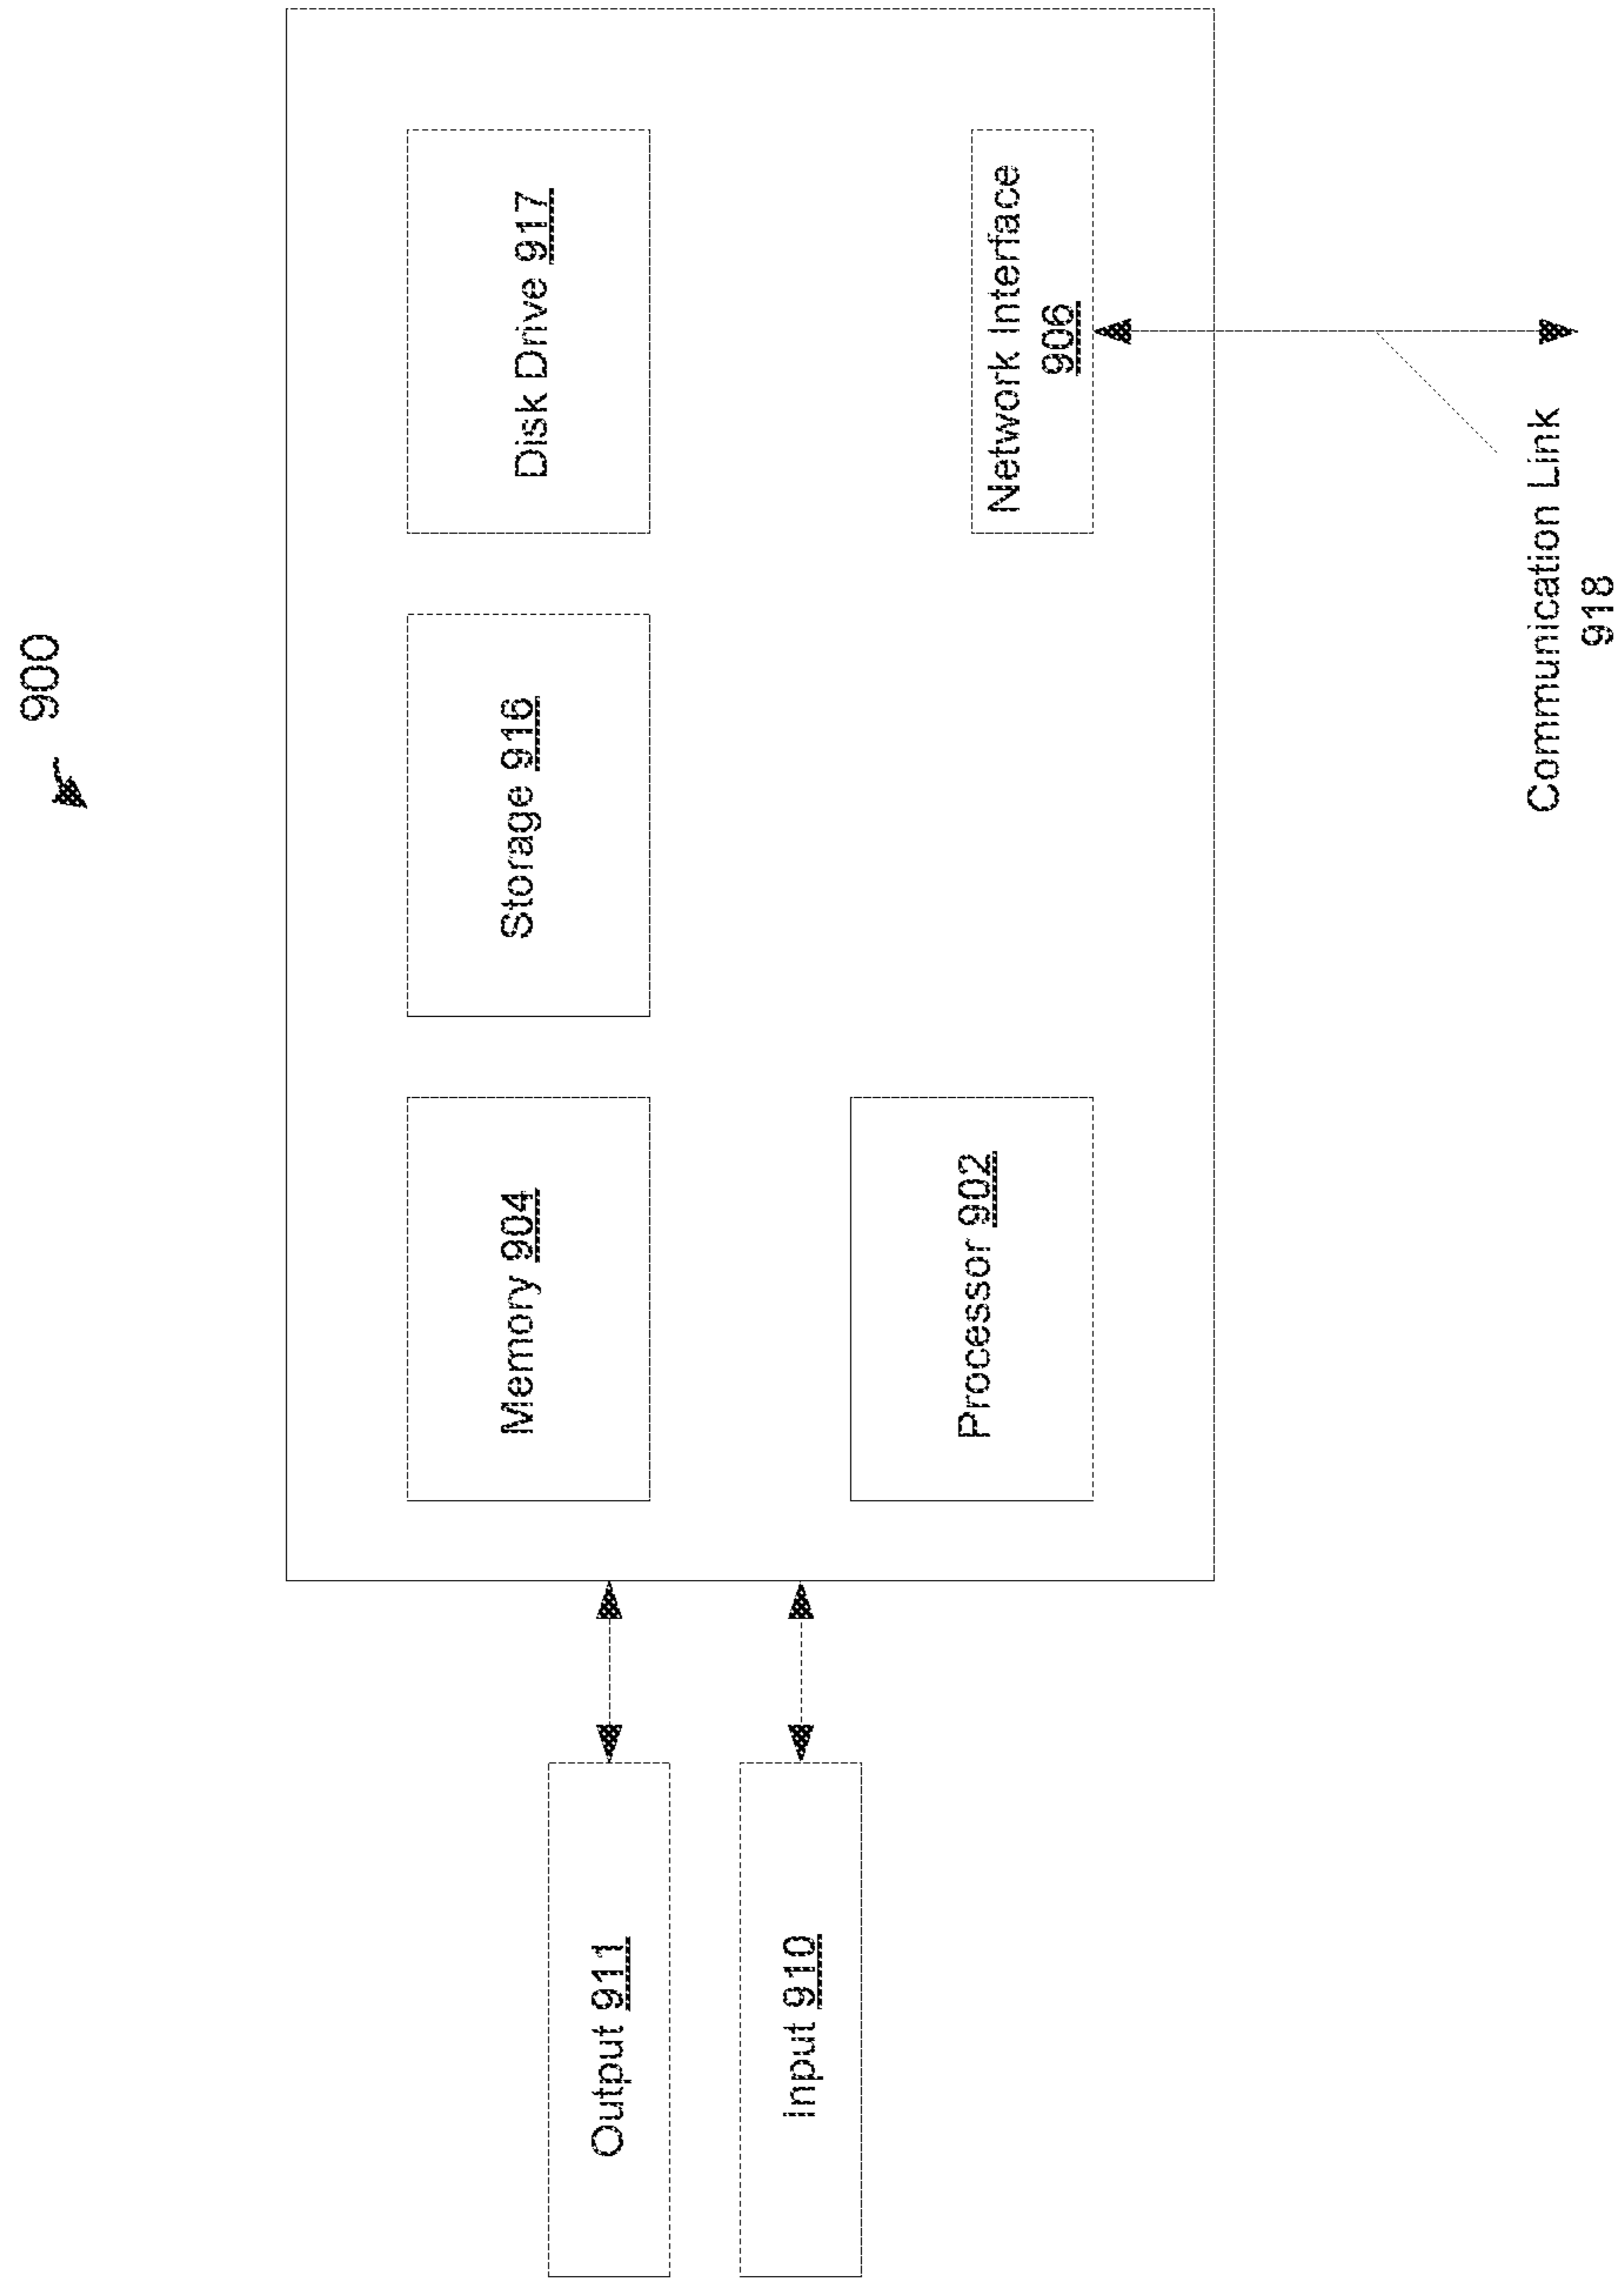 900
Output 911
Input 910
Memory 904
Storage 916
Disk Drive 917
Processor 902
Network Interface
906
Communication Link
918